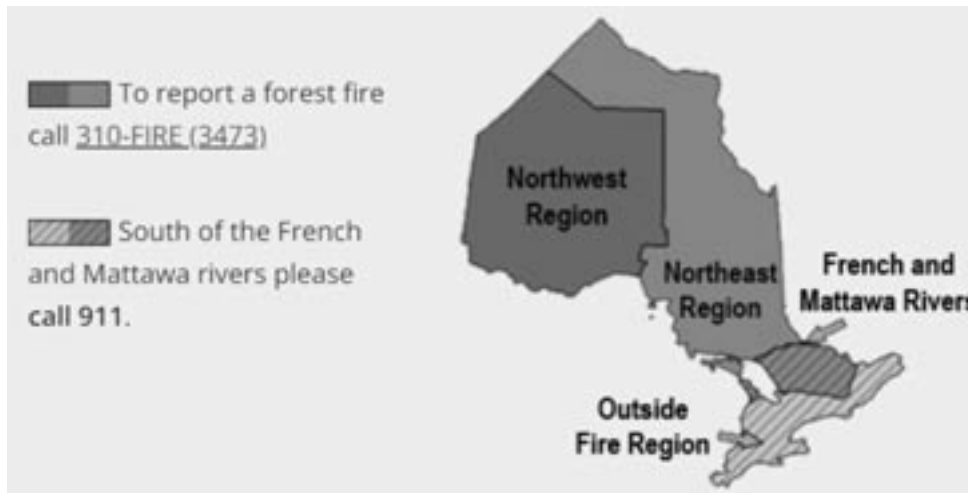 To report a forest fire
call 310-FIRE (3473)
South of the French
and Mattawa rivers please
call 911.
Northwest
Region
Northeast
Region
French and
Mattawa Rivers
Outside
Fire Region